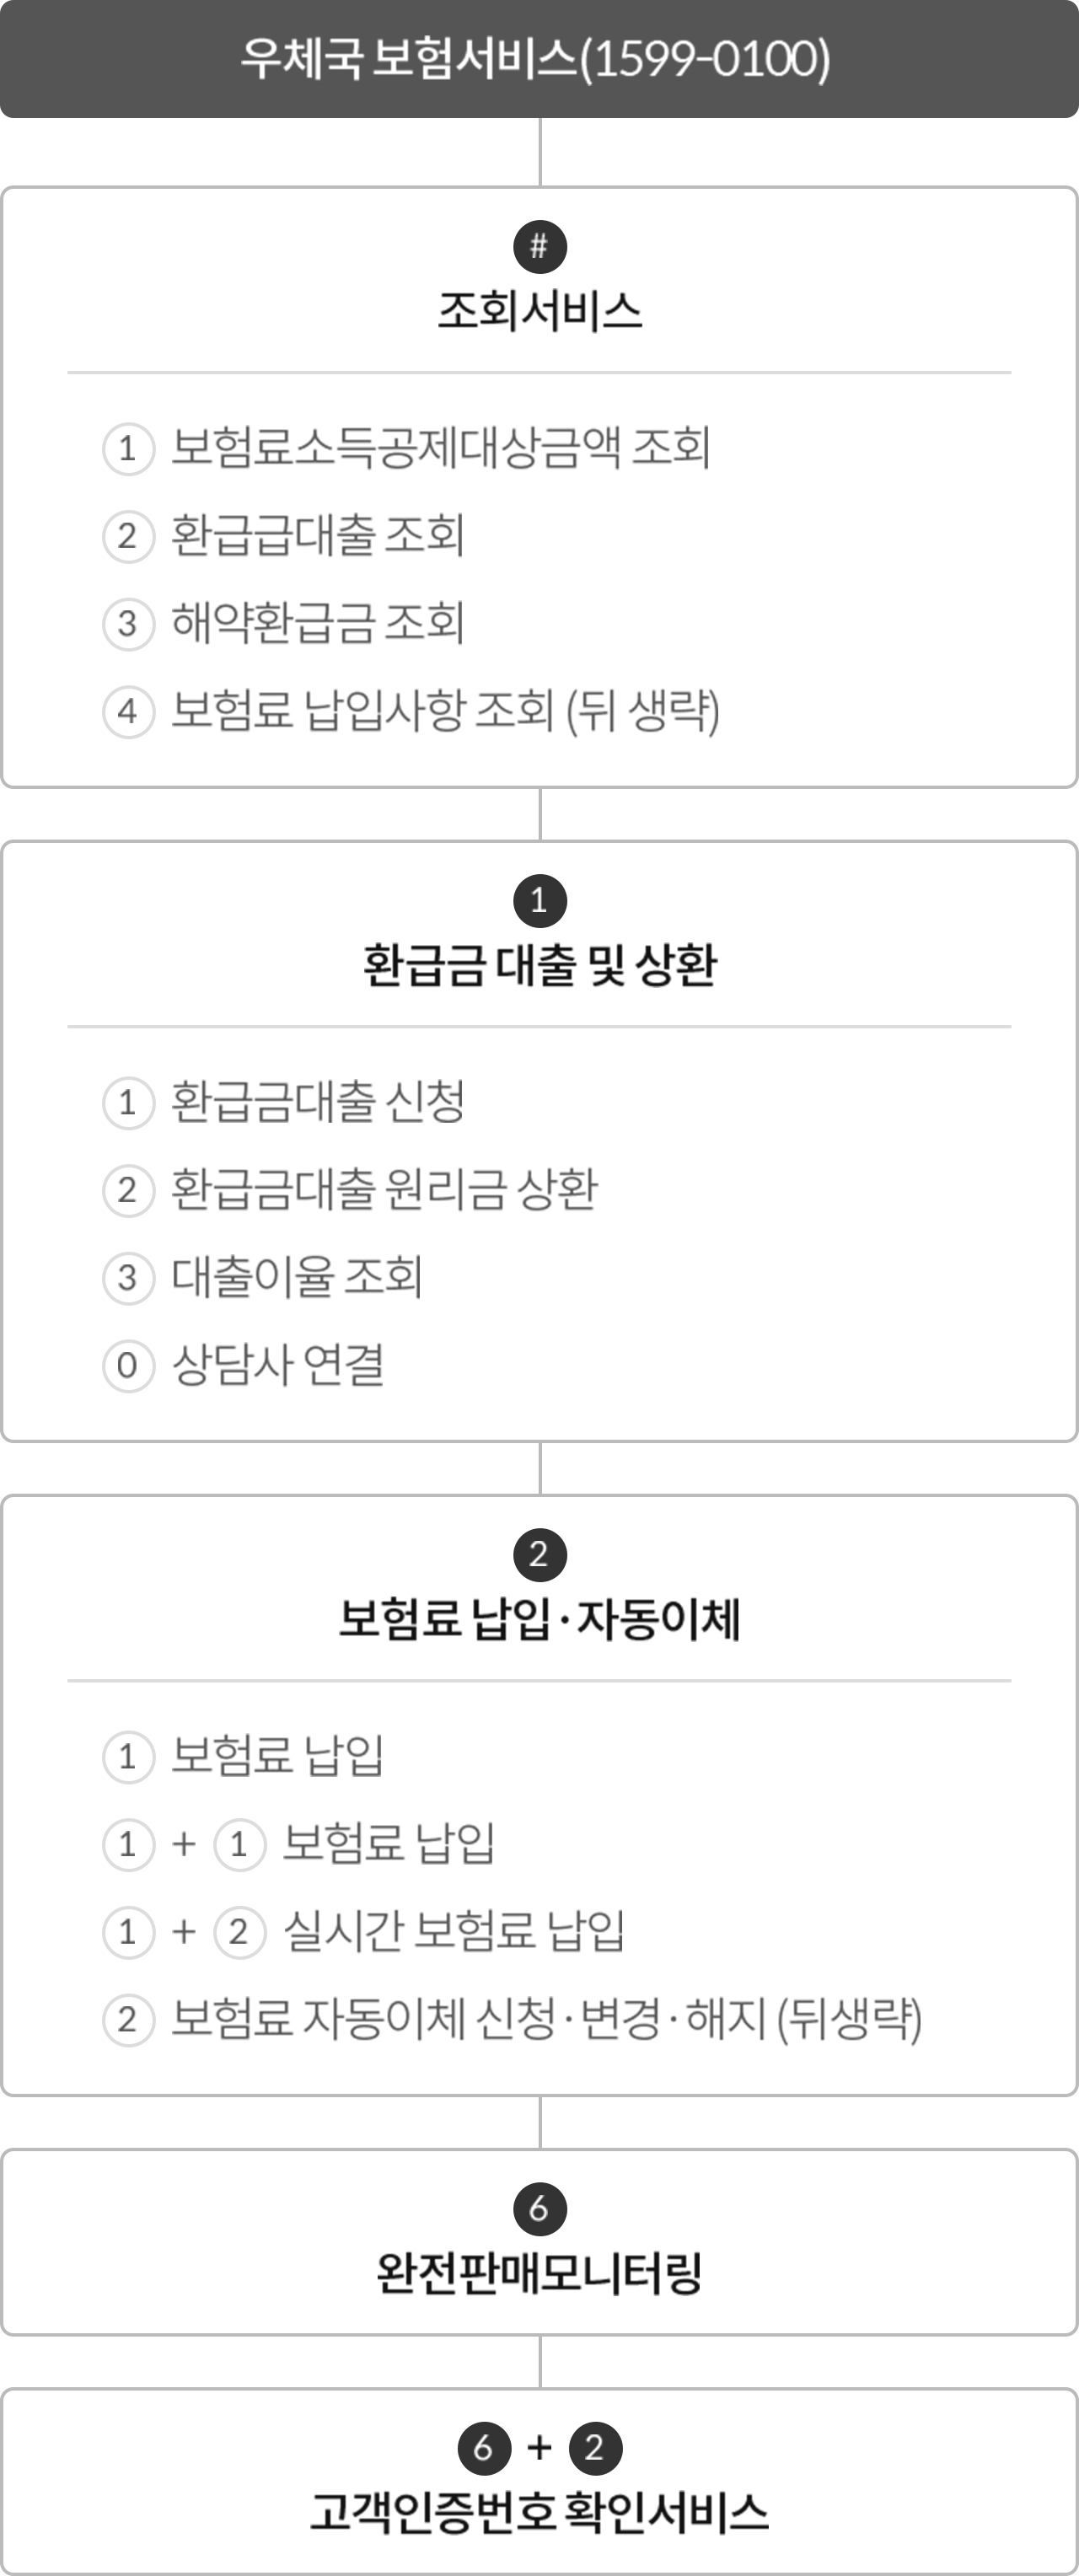 우체국 보험서비스(1599-0100)
#
조회서비스
1 보험료소득공제대상금액 조회
2 환급급대출 조회
3 해약환급금 조회
4 보험료 납입사항 조회 (뒤 생략)
1
환급금 대출 및 상환
1 환급금대출 신청
2 환급금대출 원리금 상환
3 대출이율 조회
0 상담사 연결
2
보험료 납입·자동이체
1 보험료 납입
1 + 1 보험료 납입
1 + 2 실시간 보험료 납입
2 보험료 자동이체 신청·변경·해지 (뒤생략)
6
완전판매모니터링
6 + 2
고객인증번호 확인서비스